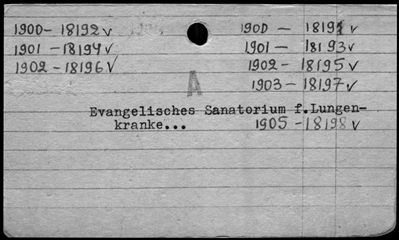 1900- 18192 v
1900 - 18191 v
1901 - 18194 v
1901 - 18193 v
1902 - 18196 v
1902- 18195 v
A
1903 - 18197 v
Evangelisches Sanatorium f.Lungen-
kranke... 1905 - 18198 v